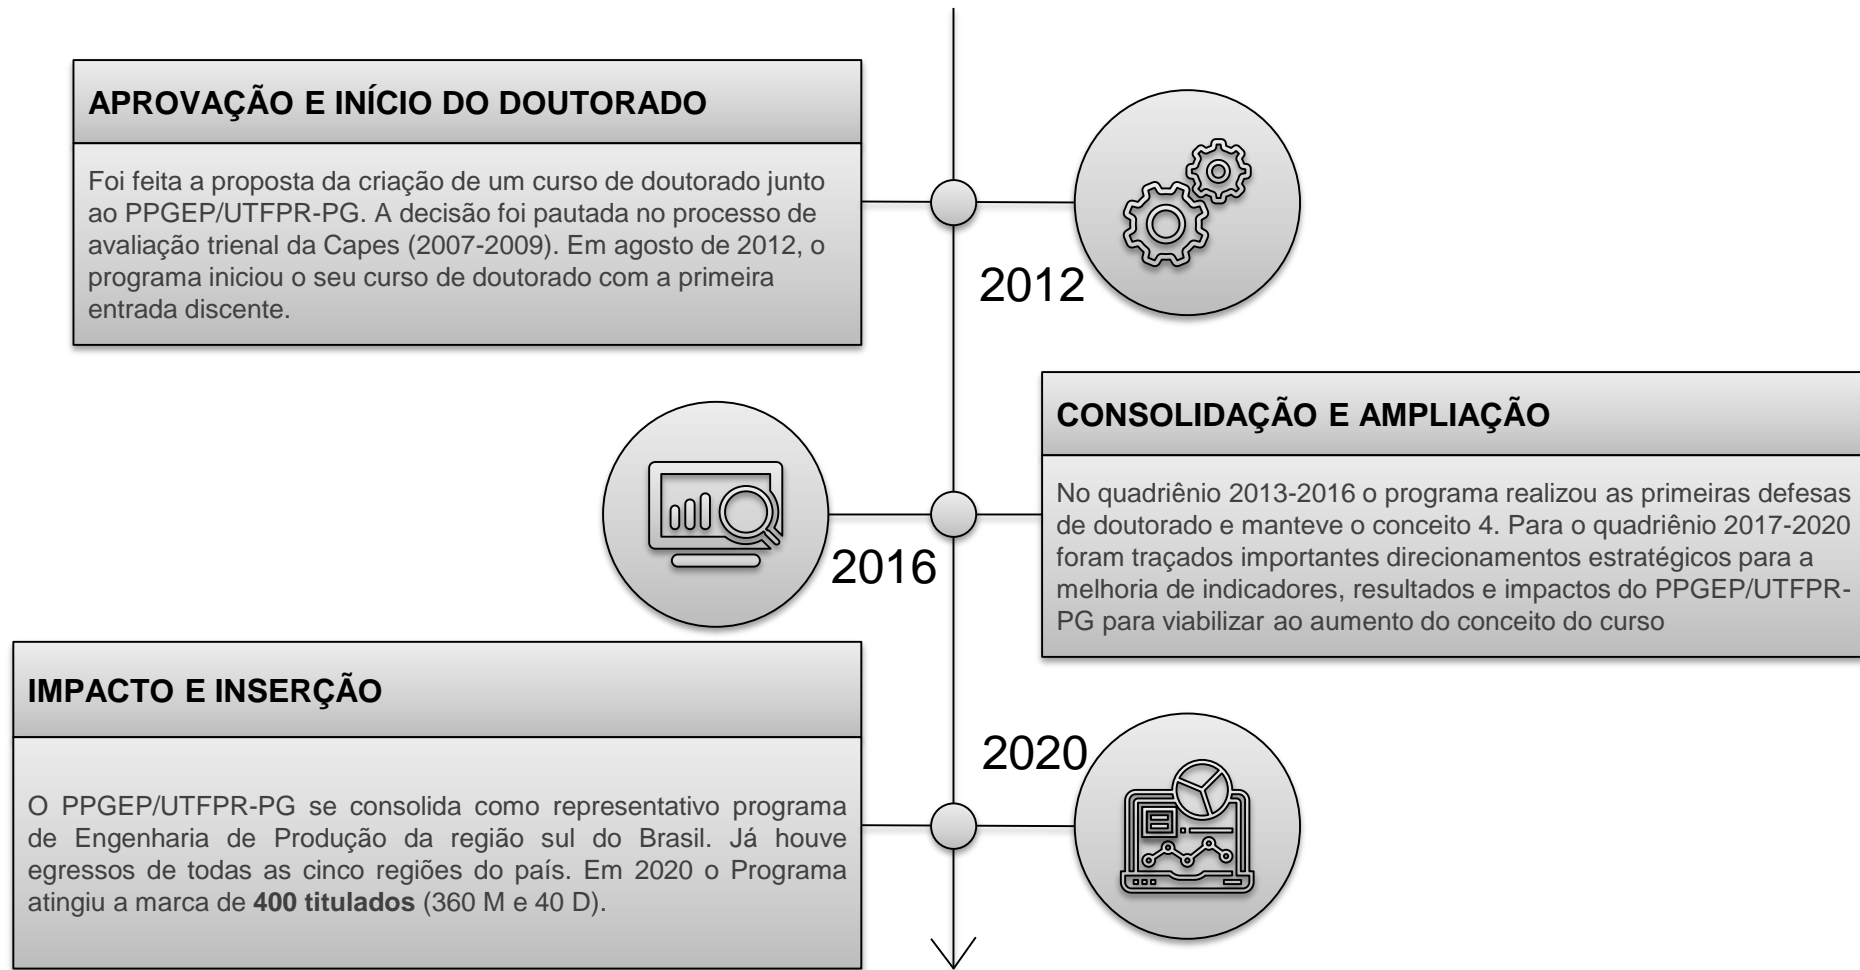 APROVAÇÃO E INÍCIO DO DOUTORADO
Foi feita a proposta da criação de um curso de doutorado junto
ao PPGEP/UTFPR-PG. A decisão foi pautada no processo de
avaliação trienal da Capes (2007-2009). Em agosto de 2012, o
programa iniciou o seu curso de doutorado com a primeira
entrada discente.
2012
CONSOLIDAÇÃO E AMPLIAÇÃO
No quadriênio 2013-2016 o programa realizou as primeiras defesas
de doutorado e manteve o conceito 4. Para o quadriênio 2017-2020
foram traçados importantes direcionamentos estratégicos para a
melhoria de indicadores, resultados e impactos do PPGEP/UTFPR-
PG para viabilizar ao aumento do conceito do curso
2016
IMPACTO E INSERÇÃO
O PPGEP/UTFPR-PG se consolida como representativo programa
de Engenharia de Produção da região sul do Brasil. Já houve
egressos de todas as cinco regiões do país. Em 2020 o Programa
atingiu a marca de 400 titulados (360 M e 40 D).
2020